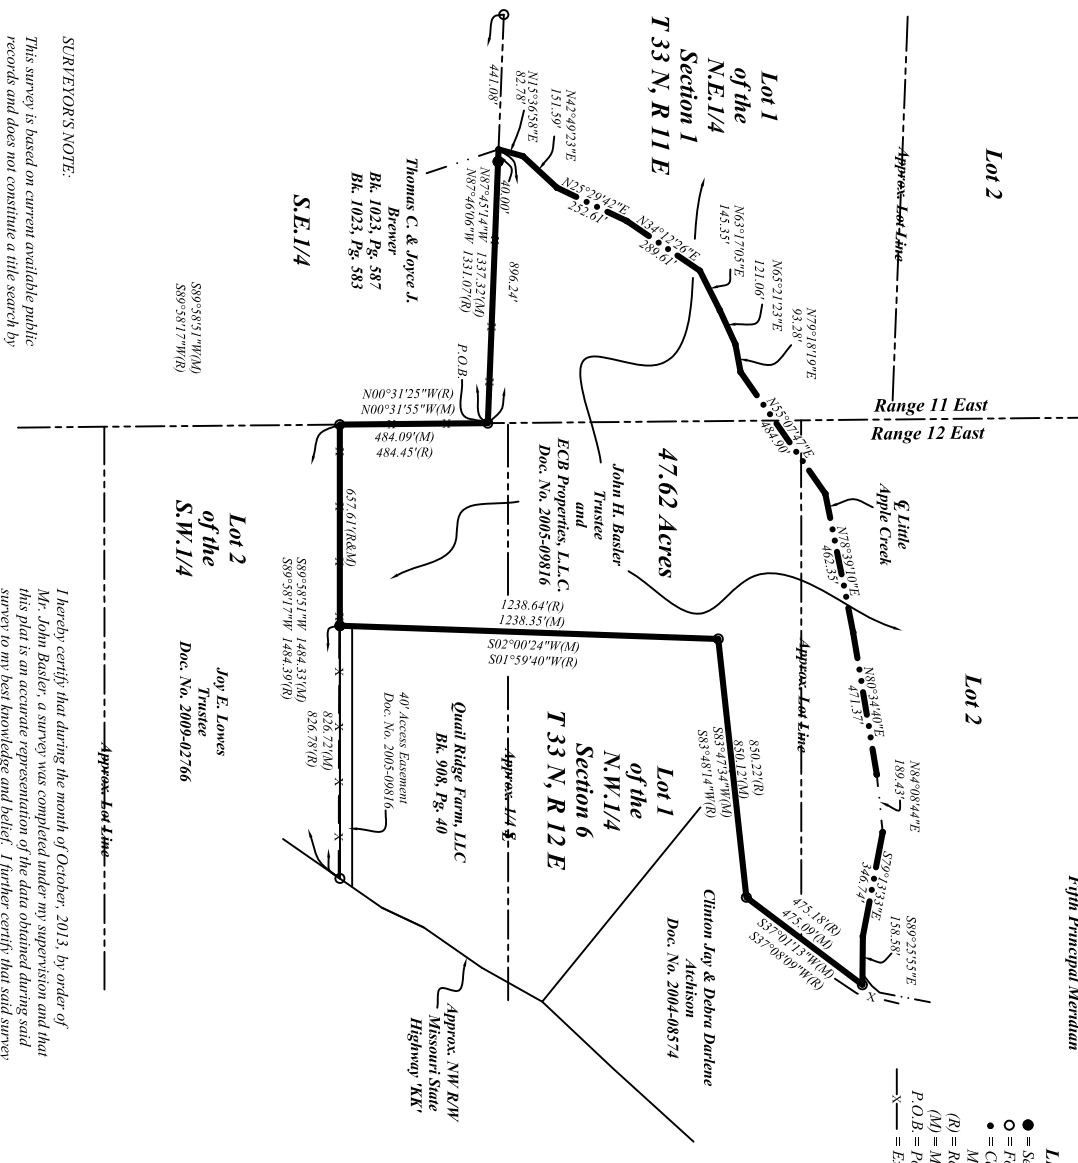 Fifth Principal Meridian
Lot 2
Approx. Lot Line
Lot 1
of the
N.E.1/4
Section 1
T 33 N, R 11 E
441.08'
N15°36'58"E
82.78'
N42°49'23"E
151.59'
N25°29'42"E
252.61'
N34°12'26"E
289.61'
N63°17'05"E
145.35'
N65°21'23"E
121.06'
N79°18'19"E
93.28'
N55°07'47"E
484.90'
Range 11 East
Range 12 East
℄ Little
Apple Creek
N78°39'10"E
462.35'
N80°34'40"E
471.37'
N84°08'44"E
189.43'
S79°13'53"E
346.74'
S89°25'55"E
158.58'
Lot 2
Approx. Lot Line
40.00'
896.24'
N87°45'14"W 1337.32'(M)
N87°46'06"W 1331.07'(R)
P.O.B.
Thomas C. & Joyce J.
Brewer
Bk. 1023, Pg. 587
Bk. 1023, Pg. 583
S.E.1/4
N00°31'25"W(R)
N00°31'55"W(M)
484.09'(M)
484.45'(R)
47.62 Acres
John H. Basler
Trustee
and
ECB Properties, L.L.C.
Doc. No. 2005-09816
657.61'(R&M)
1238.64'(R)
1238.35'(M)
S02°00'24"W(M)
S01°59'40"W(R)
850.22'(R)
850.12'(M)
S83°47'34"W(M)
S83°48'14"W(R)
475.18'(R)
475.09'(M)
S37°01'13"W(M)
S37°08'09"W(R)
Lot 1
of the
N.W.1/4
Section 6
T 33 N, R 12 E
Approx. 1/4 ℄
Clinton Jay & Debra Darlene
Atchison
Doc. No. 2004-08574
Quail Ridge Farm, LLC
Bk. 908, Pg. 40
40' Access Easement
Doc. No. 2005-09816
826.72'(M)
826.78'(R)
S89°58'51"W 1484.33'(M)
S89°58'17"W 1484.39'(R)
Approx. NW R/W
Missouri State
Highway 'KK'
Lot 2
of the
S.W.1/4
Joy E. Lowes
Trustee
Doc. No. 2009-02766
S89°58'51"W(M)
S89°58'17"W(R)
Approx. Lot Line
SURVEYOR'S NOTE:
This survey is based on current available public
records and does not constitute a title search by
I hereby certify that during the month of October, 2013, by order of
Mr. John Basler, a survey was completed under my supervision and that
this plat is an accurate representation of the data obtained during said
survey to my best knowledge and belief. I further certify that said survey
(R) =
(M) =
P.O.B. =